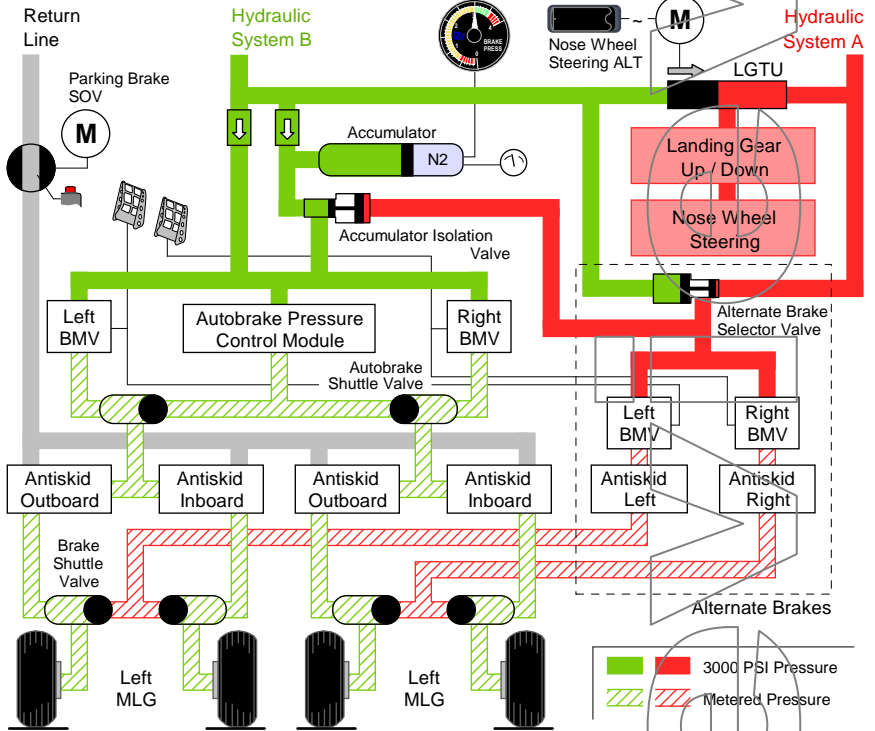 Return
Line
Hydraulic
System B
BRAKE
PRESS
Nose Wheel
Steering ALT
M
Hydraulic
System A
Parking Brake
SOV
M
LGTU
Accumulator
N2
Landing Gear
Up / Down
Nose Wheel
Steering
Accumulator Isolation
Valve
Left
BMV
Autobrake Pressure
Control Module
Right
BMV
Alternate Brake
Selector Valve
Autobrake
Shuttle Valve
Left
BMV
Right
BMV
Antiskid
Outboard
Antiskid
Inboard
Antiskid
Outboard
Antiskid
Inboard
Antiskid
Left
Antiskid
Right
Brake
Shuttle
Valve
Alternate Brakes
Left
MLG
Left
MLG
3000 PSI Pressure
Metered Pressure